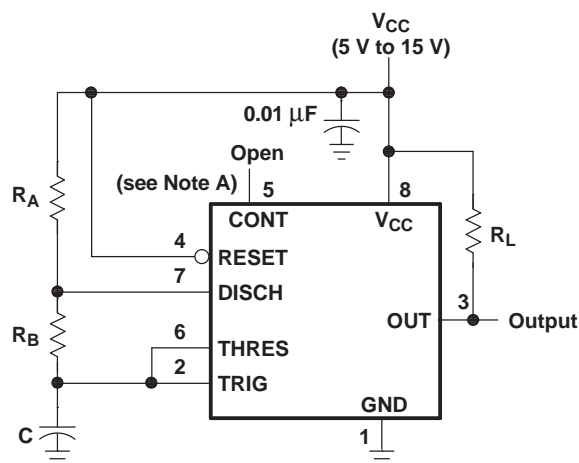 VCC
(5 V to 15 V)
0.01 μF
Open
(see Note A)
5
8
RA
CONT
VCC
RL
4
RESET
7
DISCH
3
OUT
Output
RB
6
THRES
2
TRIG
GND
C
1